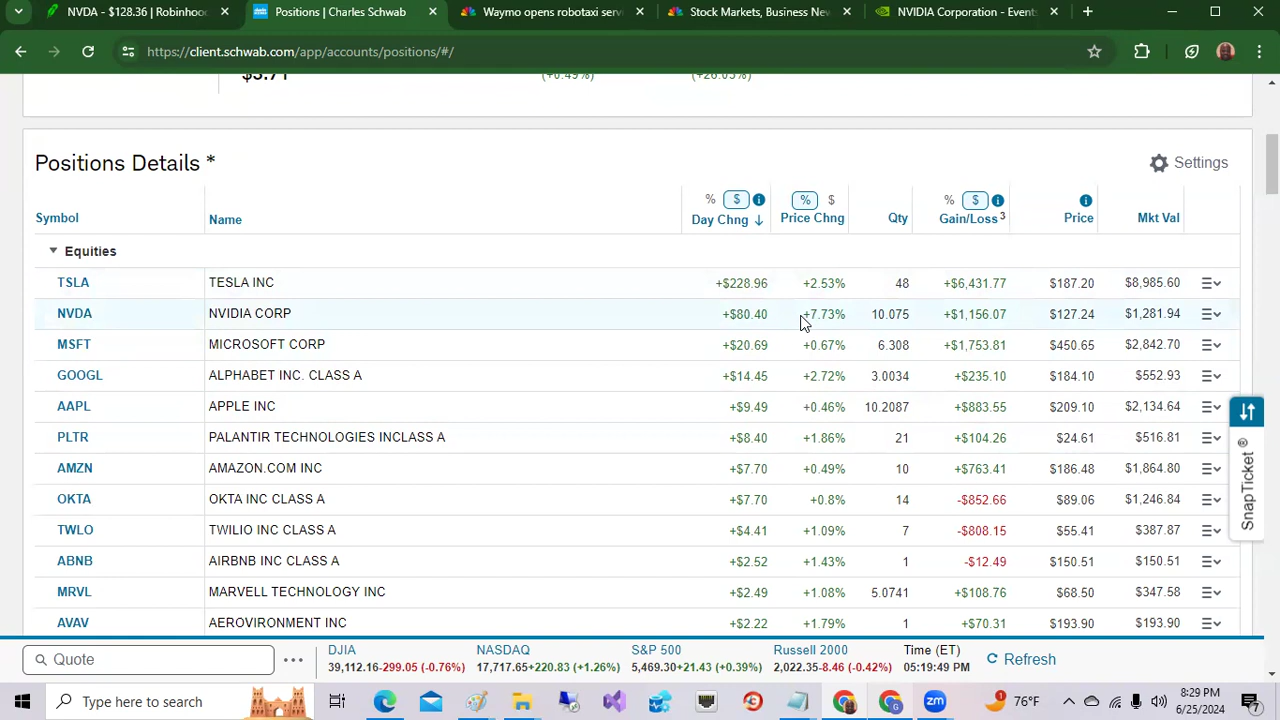 NVDA - $128.36 | Robinhoo
Positions | Charles Schwab
Waymo opens robotaxi serv
Stock Markets, Business Nev
NVIDIA Corporation - Events
https://client.schwab.com/app/accounts/positions/#/
$3.71 (+0.49%) (+26.05%)
Positions Details *
Settings
% $ % $ % $
Symbol Name Day Chng ↓ Price Chng Qty Gain/Loss 3 Price Mkt Val
Equities
TSLA TESLA INC +$228.96 +2.53% 48 +$6,431.77 $187.20 $8,985.60
NVDA NVIDIA CORP +$80.40 +7.73% 10.075 +$1,156.07 $127.24 $1,281.94
MSFT MICROSOFT CORP +$20.69 +0.67% 6.308 +$1,753.81 $450.65 $2,842.70
GOOGL ALPHABET INC. CLASS A +$14.45 +2.72% 3.0034 +$235.10 $184.10 $552.93
AAPL APPLE INC +$9.49 +0.46% 10.2087 +$883.55 $209.10 $2,134.64
PLTR PALANTIR TECHNOLOGIES INCLASS A +$8.40 +1.86% 21 +$104.26 $24.61 $516.81
AMZN AMAZON.COM INC +$7.70 +0.49% 10 +$763.41 $186.48 $1,864.80
OKTA OKTA INC CLASS A +$7.70 +0.8% 14 -$852.66 $89.06 $1,246.84
TWLO TWILIO INC CLASS A +$4.41 +1.09% 7 -$808.15 $55.41 $387.87
ABNB AIRBNB INC CLASS A +$2.52 +1.43% 1 -$12.49 $150.51 $150.51
MRVL MARVELL TECHNOLOGY INC +$2.49 +1.08% 5.0741 +$108.76 $68.50 $347.58
AVAV AEROVIRONMENT INC +$2.22 +1.79% 1 +$70.31 $193.90 $193.90
SnapTicket ®
Quote
DJIA NASDAQ S&P 500 Russell 2000 Time (ET)
39,112.16 -299.05 (-0.76%) 17,717.65 +220.83 (+1.26%) 5,469.30 +21.43 (+0.39%) 2,022.35 -8.46 (-0.42%) 05:19:49 PM
Refresh
Type here to search
1
76°F
8:29 PM
6/25/2024
7